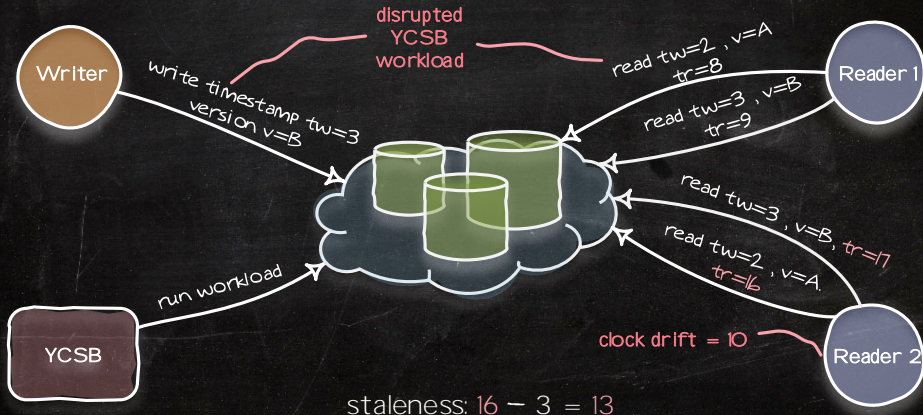 disrupted
YCSB
workload
Writer
write timestamp tw=3
version v=B
read tw=2 , v=A
tr=8
Reader 1
read tw=3 , v=B
tr=9
read tw=3 , v=B, tr=17
read tw=2 , v=A
tr=16
run workload
YCSB
clock drift = 10
Reader 2
staleness: 16 - 3 = 13